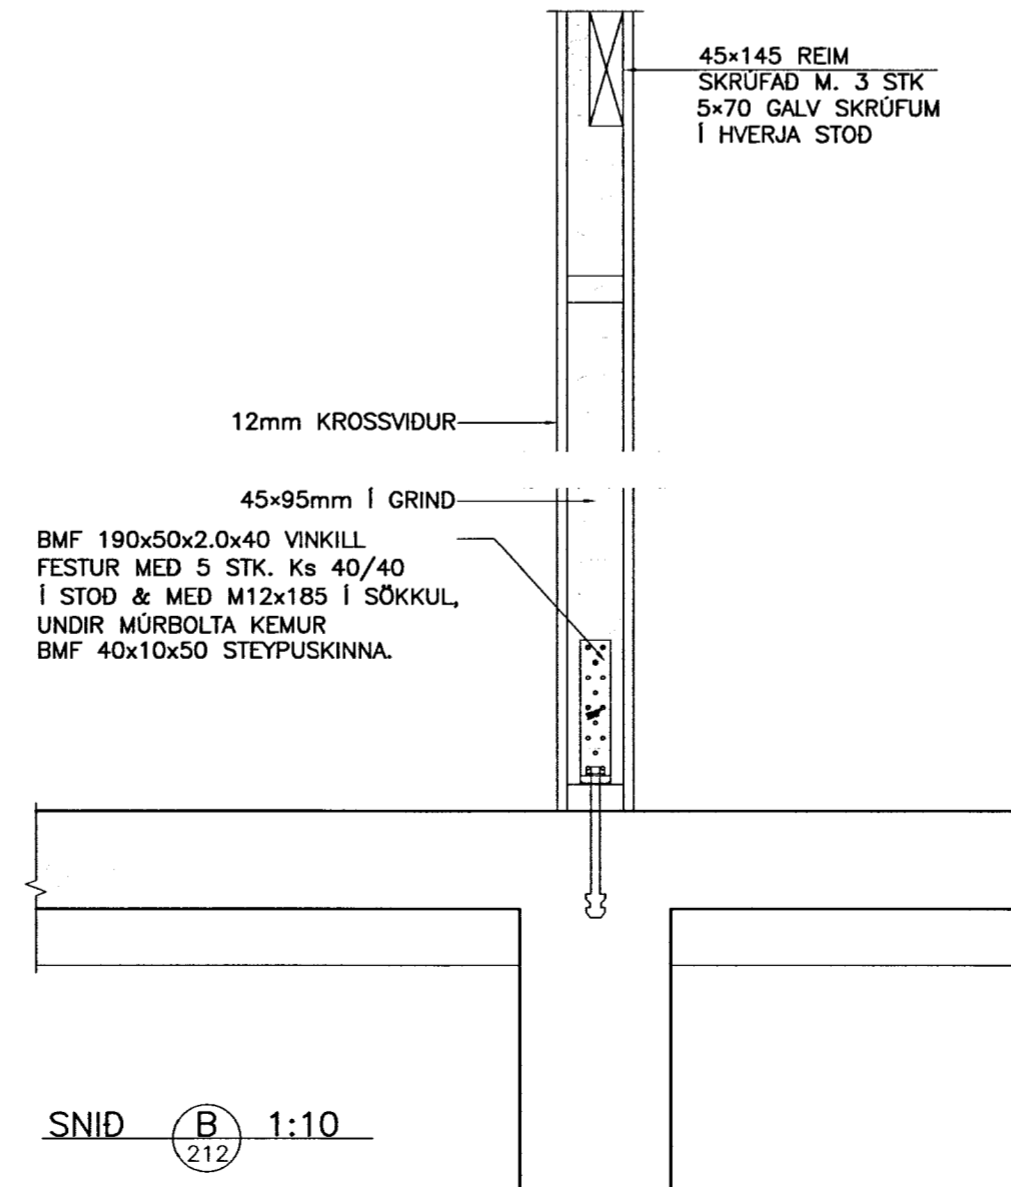 45×145 REIM
SKRÚFAÐ M. 3 STK
5×70 GALV SKRÚFUM
Í HVERJA STOÐ
12mm KROSSVIÐUR
45×95mm Í GRIND
BMF 190x50x2.0x40 VINKILL
FESTUR MEÐ 5 STK. Ks 40/40
Í STOÐ & MEÐ M12x185 Í SÖKKUL,
UNDIR MÚRBOLTA KEMUR
BMF 40x10x50 STEYPUSKINNA.
SNIÐ B 1:10
212